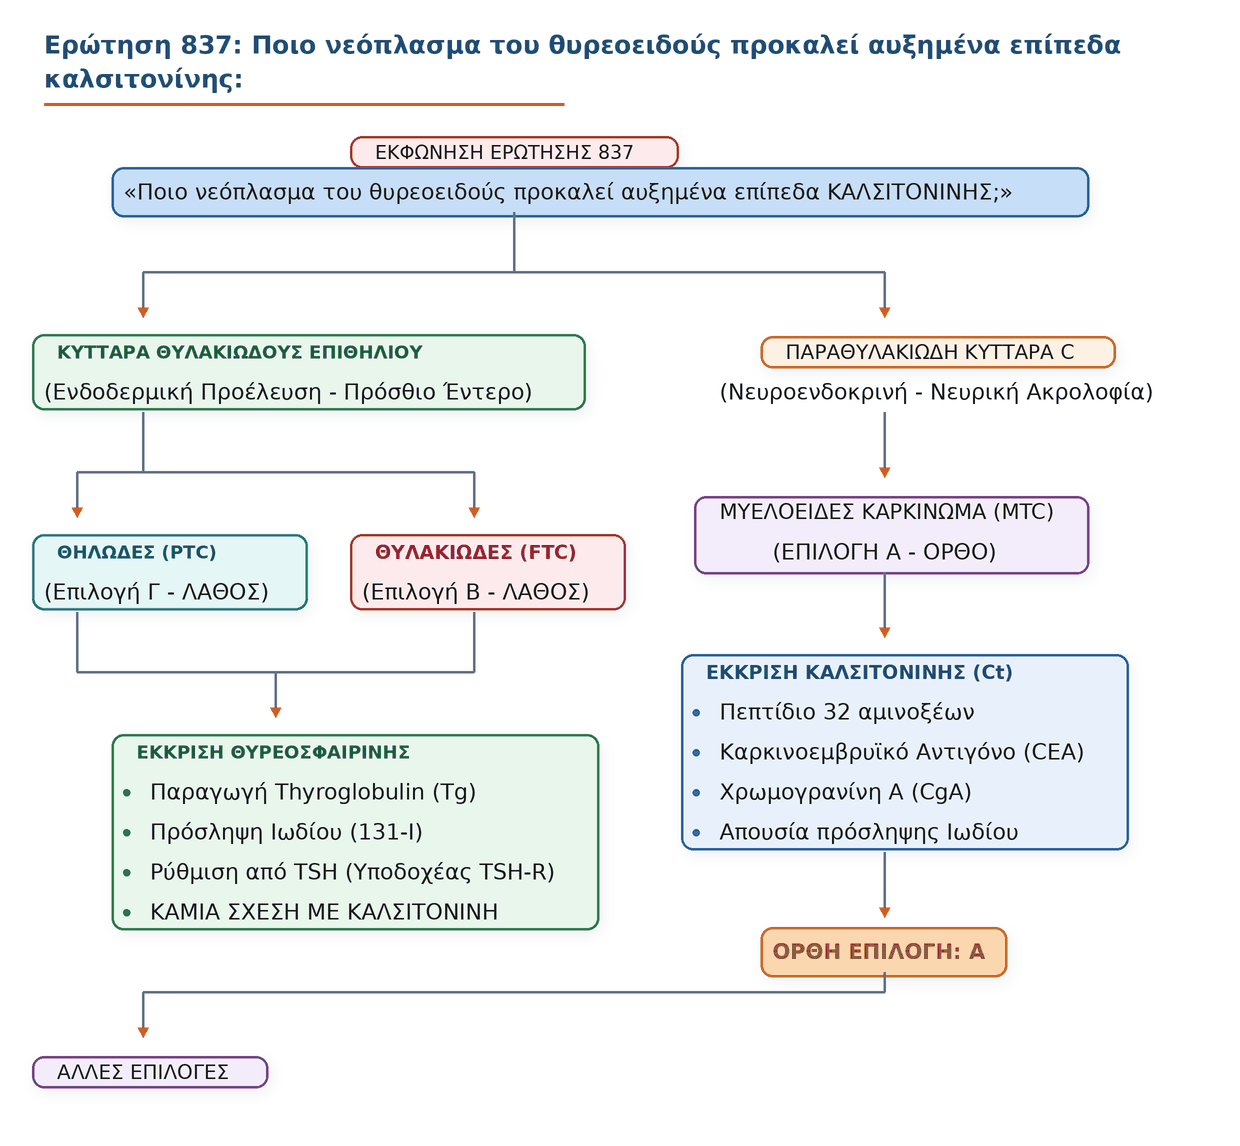 Ερώτηση 837: Ποιο νεόπλασμα του θυρεοειδούς προκαλεί αυξημένα επίπεδα
καλσιτονίνης:
ΕΚΦΩΝΗΣΗ ΕΡΩΤΗΣΗΣ 837
«Ποιο νεόπλασμα του θυρεοειδούς προκαλεί αυξημένα επίπεδα ΚΑΛΣΙΤΟΝΙΝΗΣ;»
ΚΥΤΤΑΡΑ ΘΥΛΑΚΙΩΔΟΥΣ ΕΠΙΘΗΛΙΟΥ
(Ενδοδερμική Προέλευση - Πρόσθιο Έντερο)
ΠΑΡΑΘΥΛΑΚΙΩΔΗ ΚΥΤΤΑΡΑ C
(Νευροενδοκρινή - Νευρική Ακρολοφία)
ΘΗΛΩΔΕΣ (PTC)
(Επιλογή Γ - ΛΑΘΟΣ)
ΘΥΛΑΚΙΩΔΕΣ (FTC)
(Επιλογή Β - ΛΑΘΟΣ)
ΜΥΕΛΟΕΙΔΕΣ ΚΑΡΚΙΝΩΜΑ (MTC)
(ΕΠΙΛΟΓΗ Α - ΟΡΘΟ)
ΕΚΚΡΙΣΗ ΘΥΡΕΟΣΦΑΙΡΙΝΗΣ
• Παραγωγή Thyroglobulin (Tg)
• Πρόσληψη Ιωδίου (131-I)
• Ρύθμιση από TSH (Υποδοχέας TSH-R)
• ΚΑΜΙΑ ΣΧΕΣΗ ΜΕ ΚΑΛΣΙΤΟΝΙΝΗ
ΕΚΚΡΙΣΗ ΚΑΛΣΙΤΟΝΙΝΗΣ (Ct)
• Πεπτίδιο 32 αμινοξέων
• Καρκινοεμβρυϊκό Αντιγόνο (CEA)
• Χρωμογρανίνη Α (CgA)
• Απουσία πρόσληψης Ιωδίου
ΟΡΘΗ ΕΠΙΛΟΓΗ: Α
ΑΛΛΕΣ ΕΠΙΛΟΓΕΣ